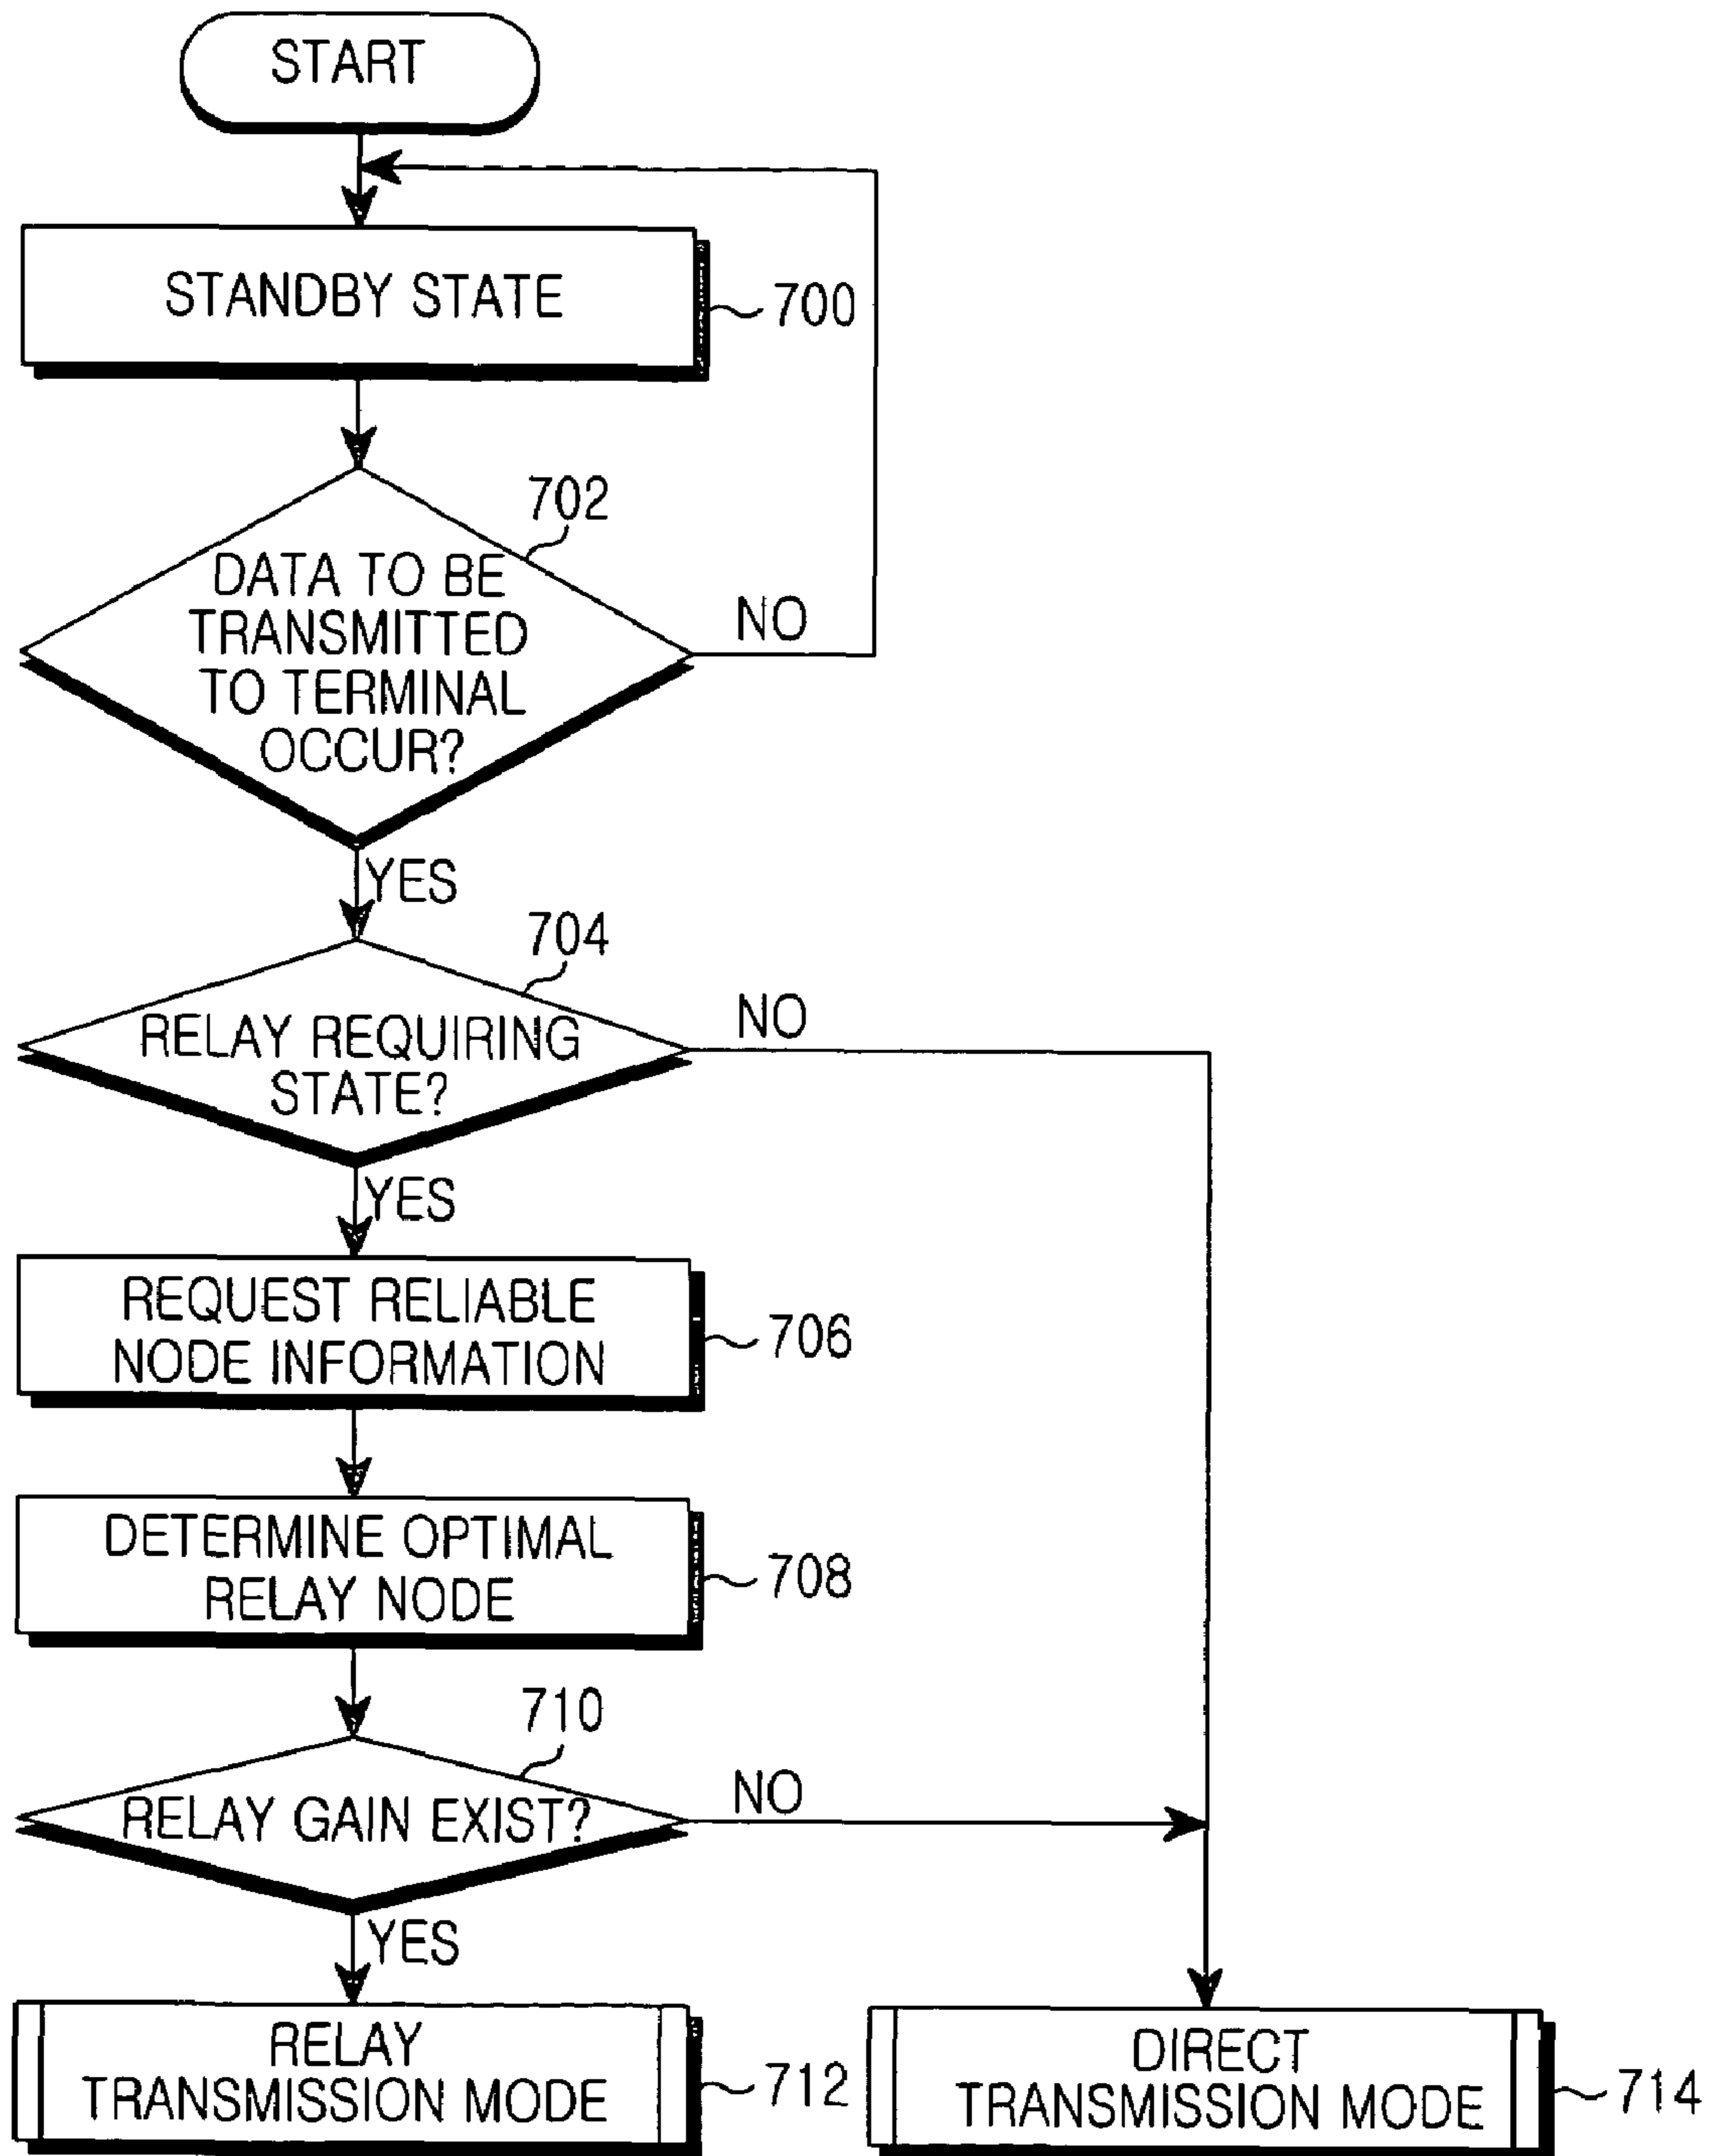 START
STANDBY STATE
700
702
DATA TO BE
TRANSMITTED
TO TERMINAL
OCCUR?
NO
YES
704
RELAY REQUIRING
STATE?
NO
YES
REQUEST RELIABLE
NODE INFORMATION
706
DETERMINE OPTIMAL
RELAY NODE
708
710
RELAY GAIN EXIST?
NO
YES
RELAY
TRANSMISSION MODE
712
DIRECT
TRANSMISSION MODE
714